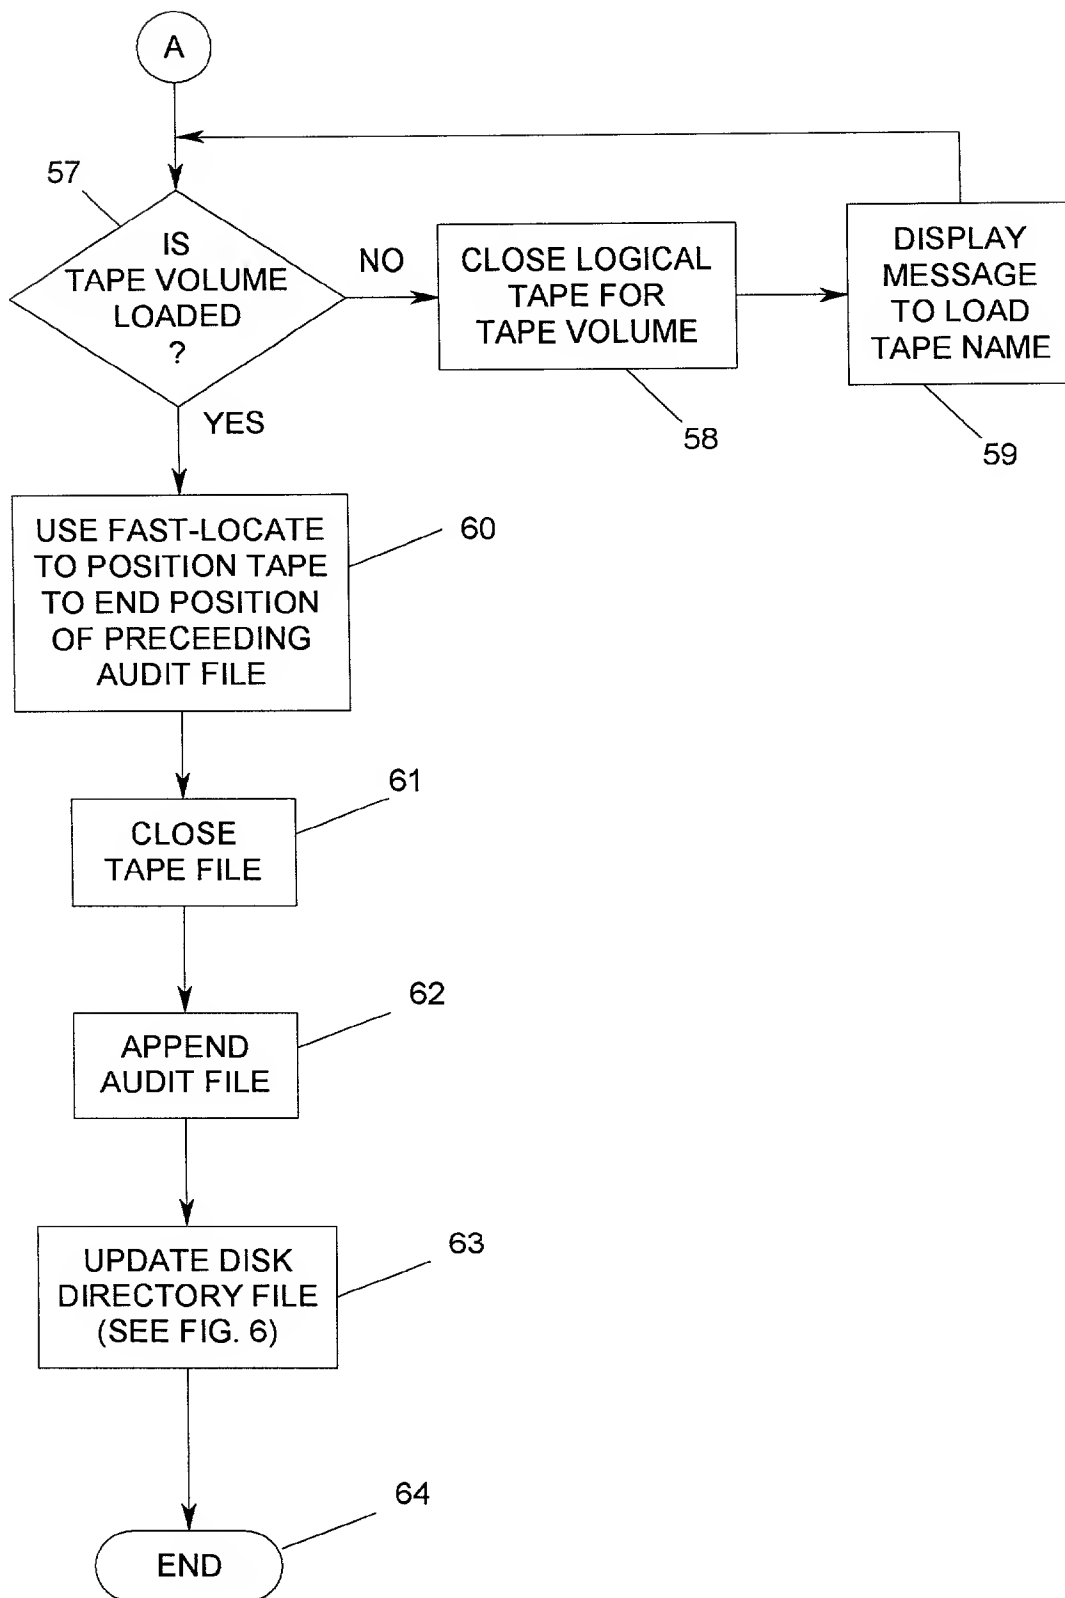 A
57
IS
TAPE VOLUME
LOADED
?
NO
CLOSE LOGICAL
TAPE FOR
TAPE VOLUME
58
DISPLAY
MESSAGE
TO LOAD
TAPE NAME
59
YES
USE FAST-LOCATE
TO POSITION TAPE
TO END POSITION
OF PRECEEDING
AUDIT FILE
60
61
CLOSE
TAPE FILE
62
APPEND
AUDIT FILE
UPDATE DISK
DIRECTORY FILE
(SEE FIG. 6)
63
64
END